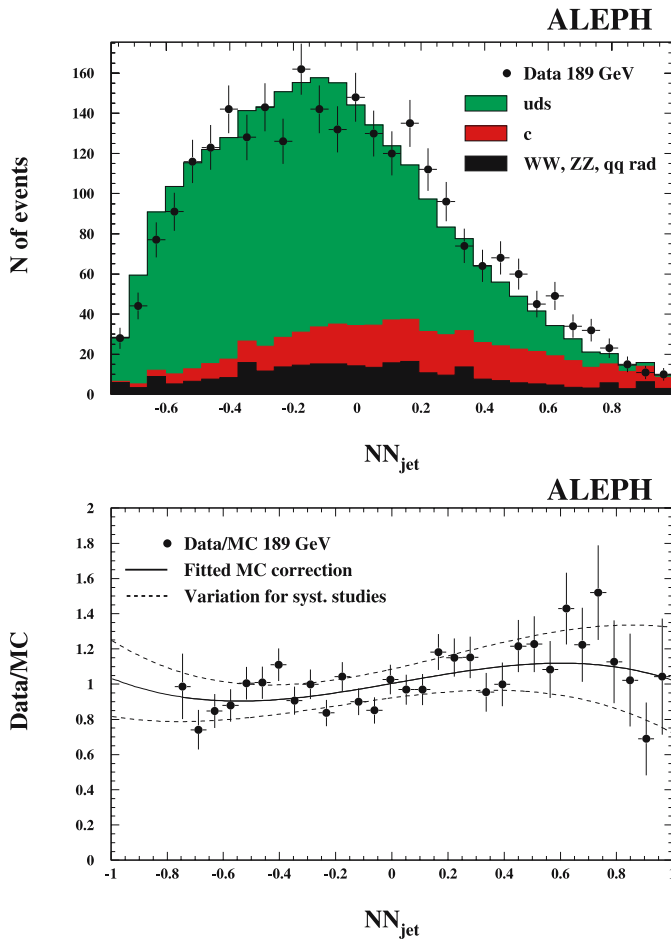 ALEPH
N of events
160
140
120
100
80
60
40
20
0
Data 189 GeV
uds
c
WW, ZZ, qq rad
-0.6 -0.4 -0.2 0 0.2 0.4 0.6 0.8
NNjet
ALEPH
Data/MC
2
1.8
1.6
1.4
1.2
1
0.8
0.6
0.4
0.2
0
Data/MC 189 GeV
Fitted MC correction
Variation for syst. studies
-1 -0.8 -0.6 -0.4 -0.2 0 0.2 0.4 0.6 0.8 1
NNjet